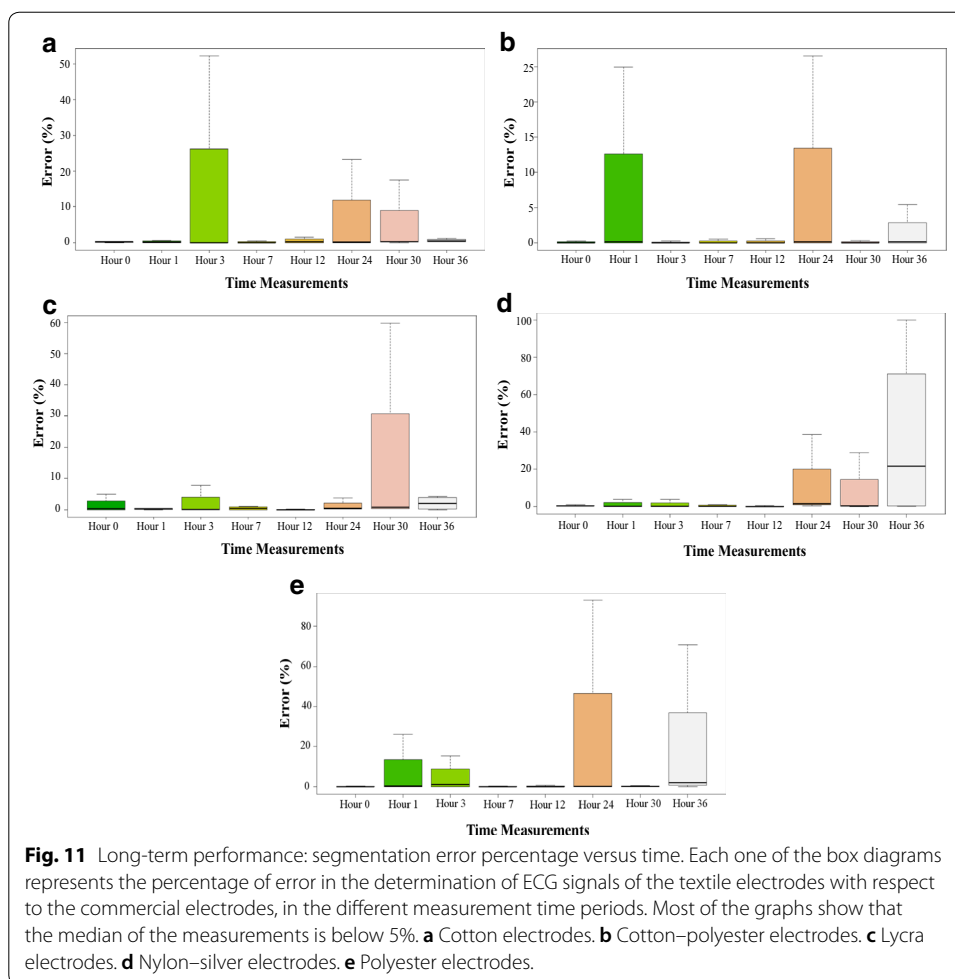 a
Error (%)
50
40
30
20
10
0
Hour 0 Hour 1 Hour 3 Hour 7 Hour 12 Hour 24 Hour 30 Hour 36
Time Measurements
b
Error (%)
25
20
15
10
5
0
Hour 0 Hour 1 Hour 3 Hour 7 Hour 12 Hour 24 Hour 30 Hour 36
Time Measurements
c
Error (%)
60
50
40
30
20
10
0
Hour 0 Hour 1 Hour 3 Hour 7 Hour 12 Hour 24 Hour 30 Hour 36
Time Measurements
d
Error (%)
100
80
60
40
20
0
Hour 0 Hour 1 Hour 3 Hour 7 Hour 12 Hour 24 Hour 30 Hour 36
Time Measurements
e
Error (%)
80
60
40
20
0
Hour 0 Hour 1 Hour 3 Hour 7 Hour 12 Hour 24 Hour 30 Hour 36
Time Measurements
Fig. 11 Long-term performance: segmentation error percentage versus time. Each one of the box diagrams
represents the percentage of error in the determination of ECG signals of the textile electrodes with respect
to the commercial electrodes, in the different measurement time periods. Most of the graphs show that
the median of the measurements is below 5%. a Cotton electrodes. b Cotton–polyester electrodes. c Lycra
electrodes. d Nylon–silver electrodes. e Polyester electrodes.